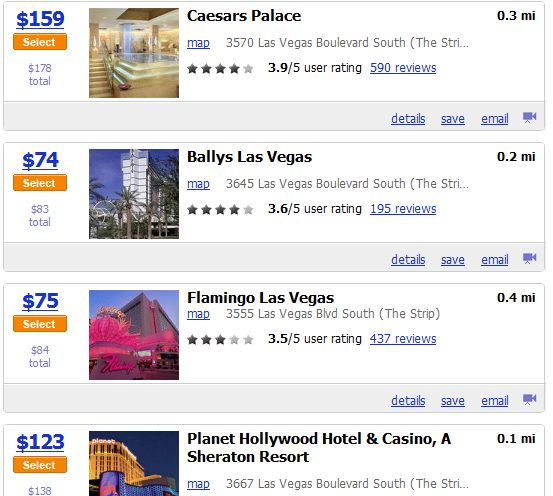 $159
Select
$178
total
Caesars Palace
0.3 mi
map 3570 Las Vegas Boulevard South (The Stri...
3.9/5 user rating 590 reviews
details save email
$74
Select
$83
total
Ballys Las Vegas
0.2 mi
map 3645 Las Vegas Boulevard South (The Stri...
3.6/5 user rating 195 reviews
details save email
$75
Select
$84
total
Flamingo Las Vegas
0.4 mi
map 3555 Las Vegas Blvd South (The Strip)
3.5/5 user rating 437 reviews
Flamingo
details save email
$123
Select
$138
planet
Planet Hollywood Hotel & Casino, A
Sheraton Resort
0.1 mi
map 3667 Las Vegas Boulevard South (The Stri...